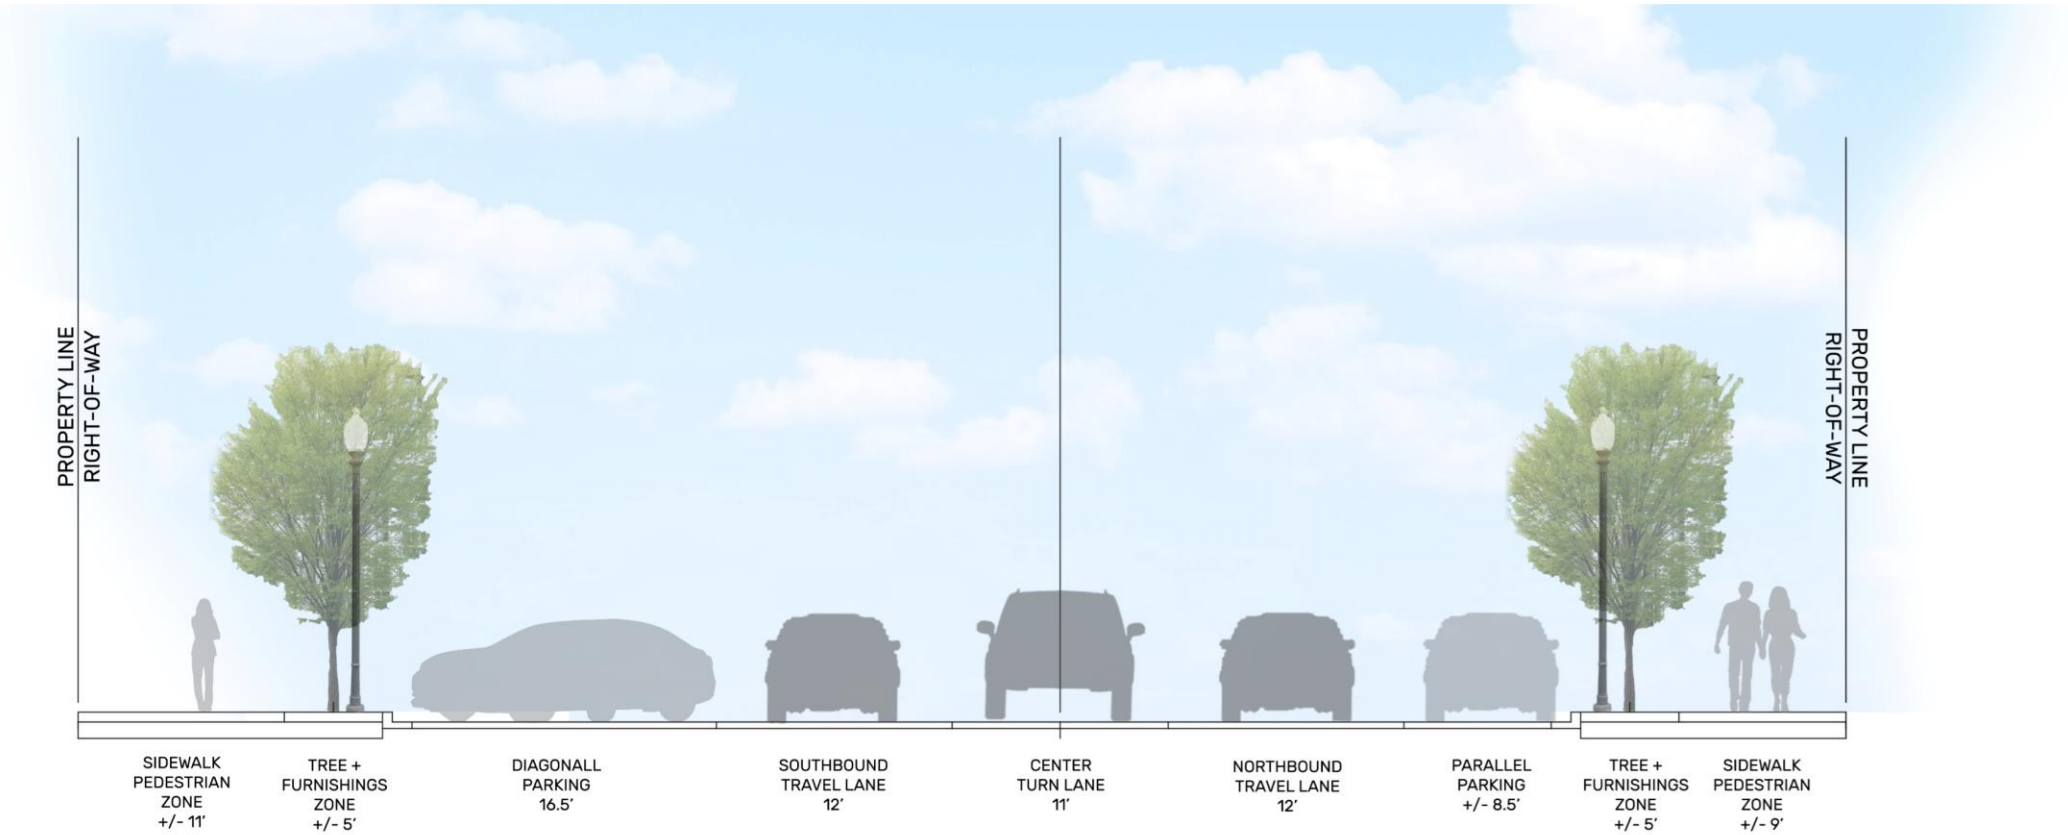 PROPERTY LINE
RIGHT-OF-WAY
RIGHT-OF-WAY
PROPERTY LINE
SIDEWALK
PEDESTRIAN
ZONE
+/- 11'
TREE +
FURNISHINGS
ZONE
+/- 5'
DIAGONALL
PARKING
16.5'
SOUTHBOUND
TRAVEL LANE
12'
CENTER
TURN LANE
11'
NORTHBOUND
TRAVEL LANE
12'
PARALLEL
PARKING
+/- 8.5'
TREE +
FURNISHINGS
ZONE
+/- 5'
SIDEWALK
PEDESTRIAN
ZONE
+/- 9'